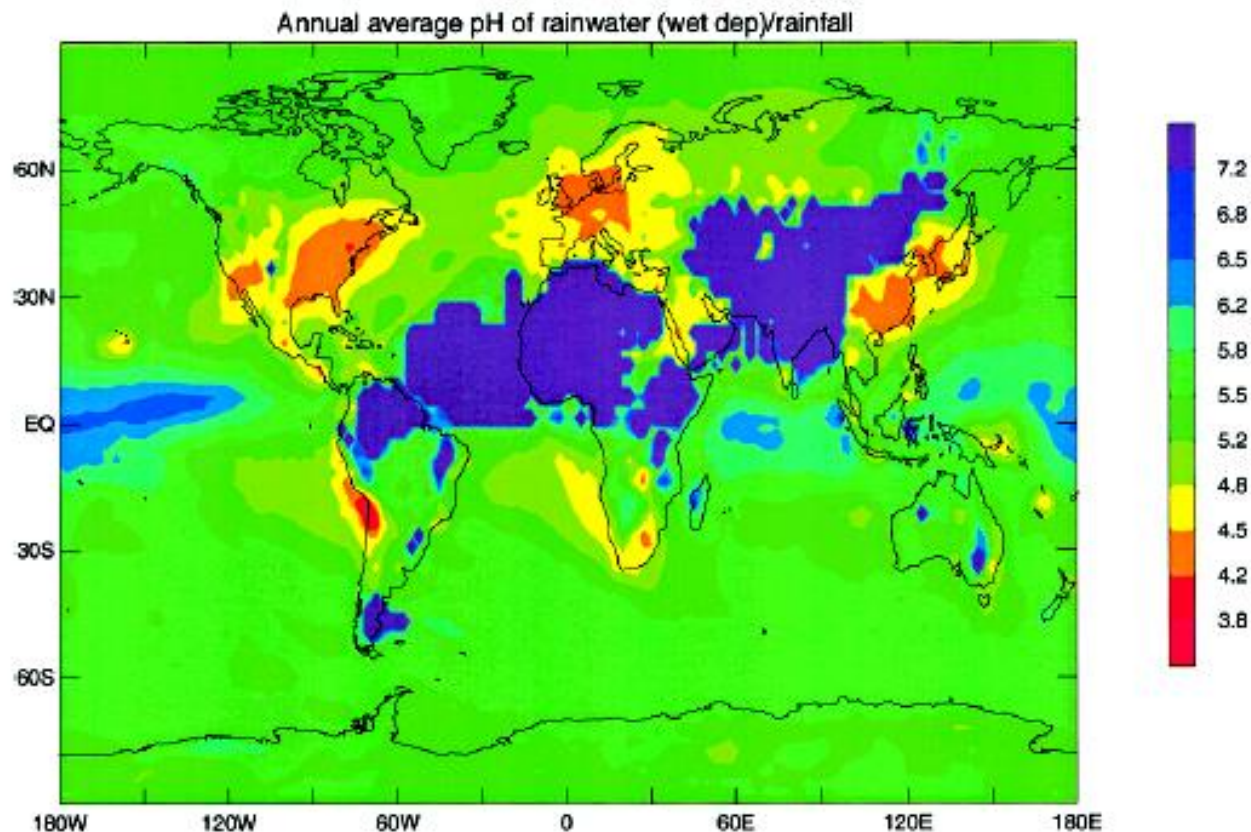 Annual average pH of rainwater (wet dep)/rainfall
60N
30N
EQ
30S
60S
180W
120W
60W
0
60E
120E
180E
7.2
6.8
6.5
6.2
5.8
5.5
5.2
4.8
4.5
4.2
3.8